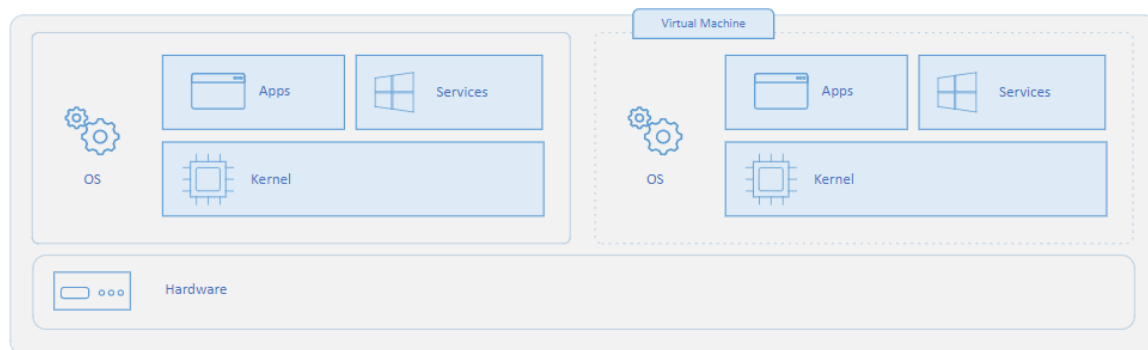 Virtual Machine
Apps
Services
OS
Kernel
Apps
Services
OS
Kernel
Hardware